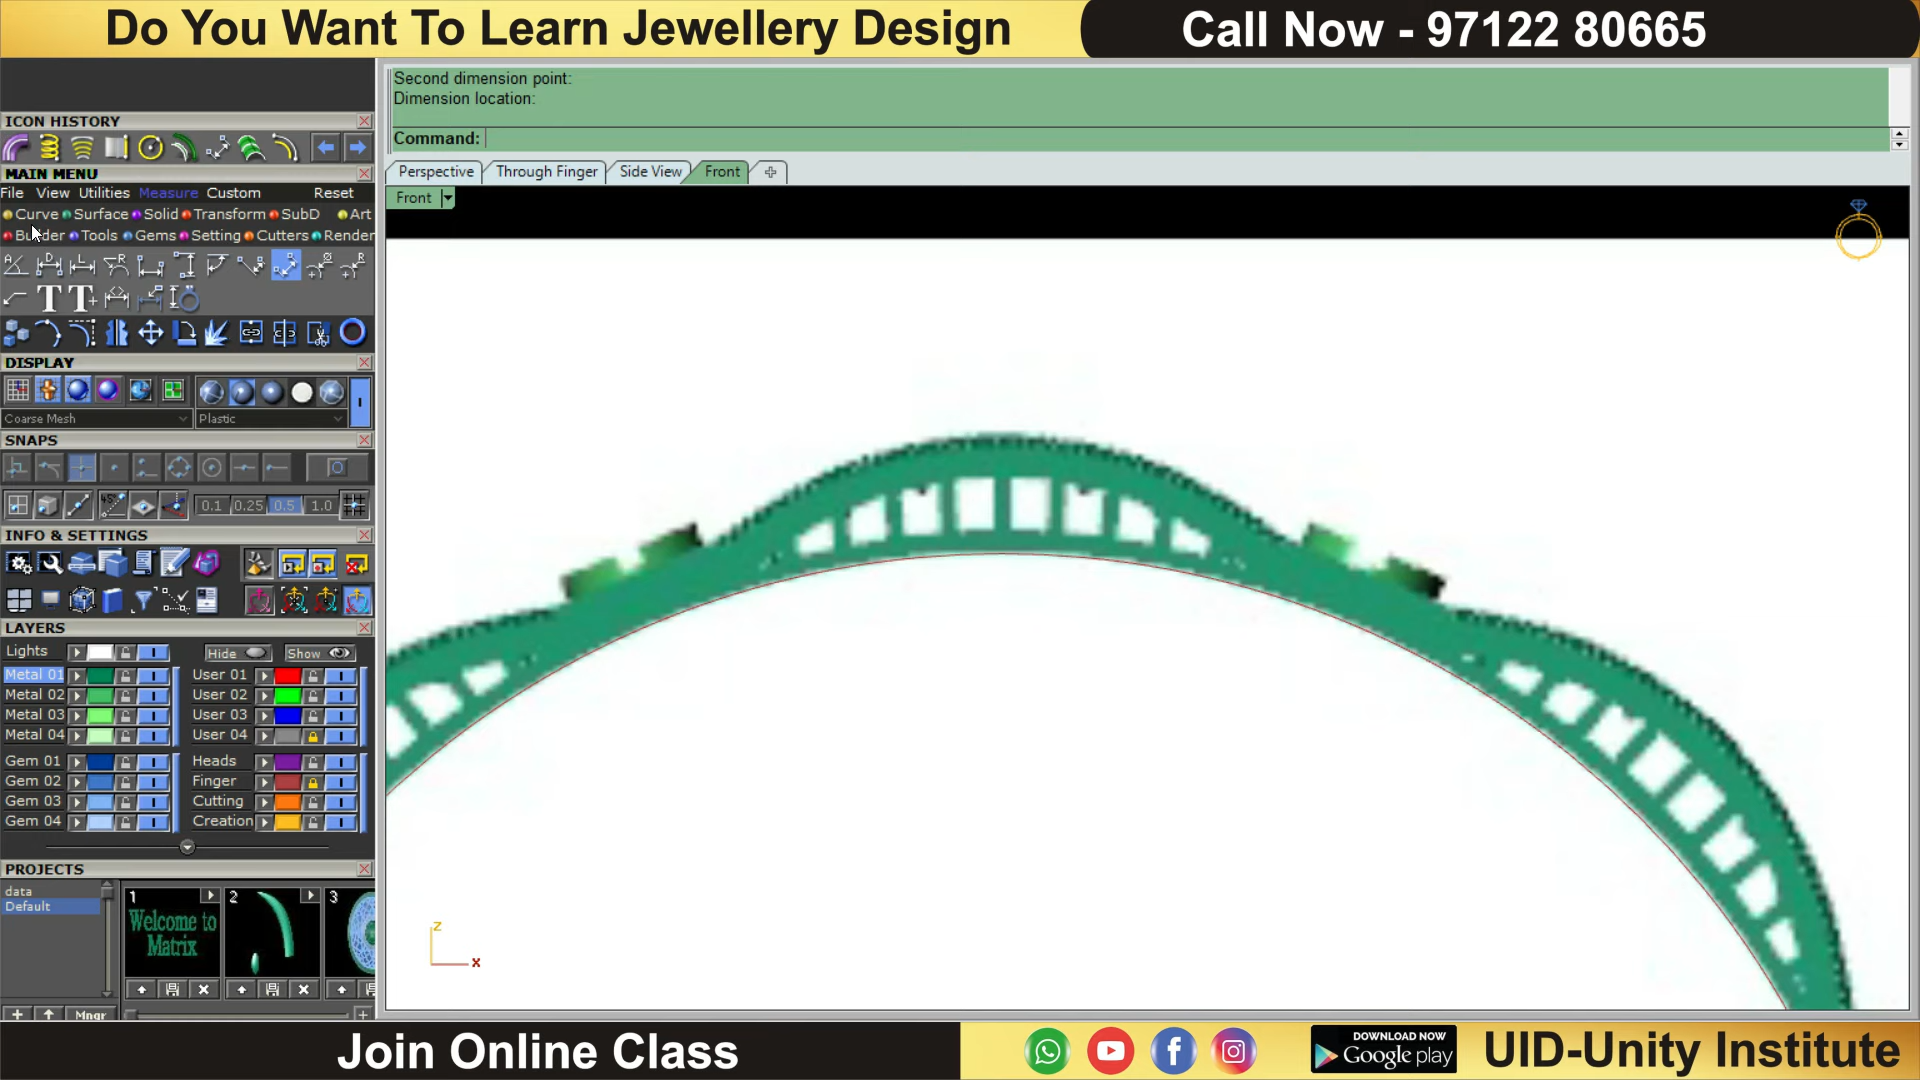 Do You Want To Learn Jewellery Design
Call Now - 97122 80665
Second dimension point:
Dimension location:
Command:
ICON HISTORY
MAIN MENU
File View Utilities Measure Custom Reset
Curve Surface Solid Transform SubD Art
Builder Tools Gems Setting Cutters Render
DISPLAY
Coarse Mesh Plastic
SNAPS
0.1 0.25 0.5 1.0
INFO & SETTINGS
LAYERS
Lights Hide Show
Metal 01 User 01
Metal 02 User 02
Metal 03 User 03
Metal 04 User 04
Gem 01 Heads
Gem 02 Finger
Gem 03 Cutting
Gem 04 Creation
PROJECTS
data
Default
1 2 3
Welcome to
Matrix
Mngr
Perspective Through Finger Side View Front
Front
z
x
Join Online Class
DOWNLOAD NOW
Google play
UID-Unity Institute